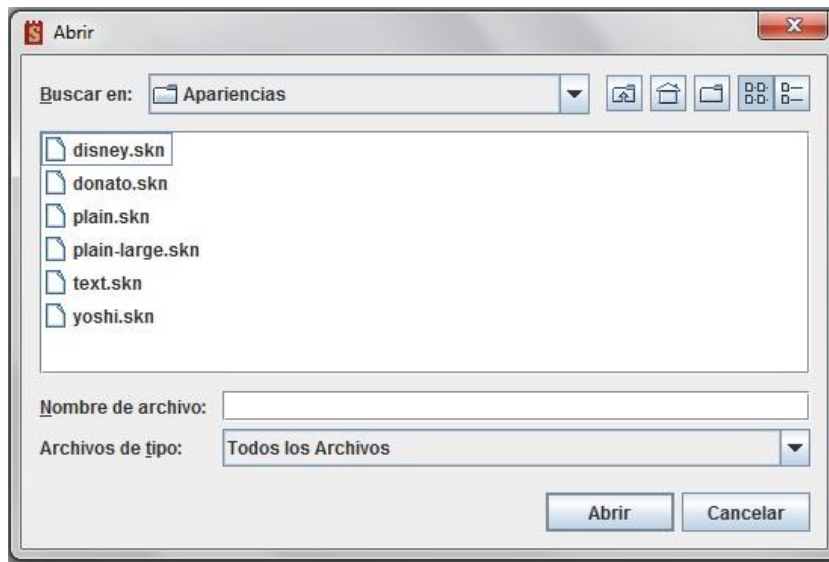 Abrir
Buscar en: Apariencias
disney.skn
donato.skn
plain.skn
plain-large.skn
text.skn
yoshi.skn
Nombre de archivo:
Archivos de tipo: Todos los Archivos
Abrir Cancelar